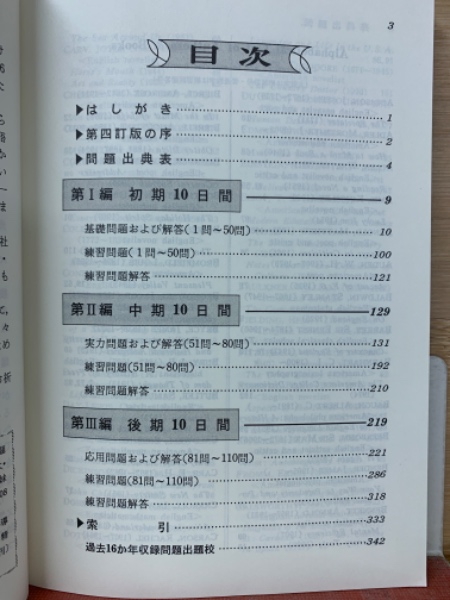 3
目次
▶はしがき 1
▶第四訂版の序 2
▶問題出典表 4
第Ⅰ編 初期10日間 9
基礎問題および解答(1問~50問) 10
練習問題(1問~50問) 100
練習問題解答 121
第Ⅱ編 中期10日間 129
実力問題および解答(51問~80問) 131
練習問題(51問~80問) 192
練習問題解答 210
第Ⅲ編 後期10日間 219
応用問題および解答(81問~110問) 221
練習問題(81問~110問) 286
練習問題解答 318
▶索引 333
過去16か年収録問題出題校 342